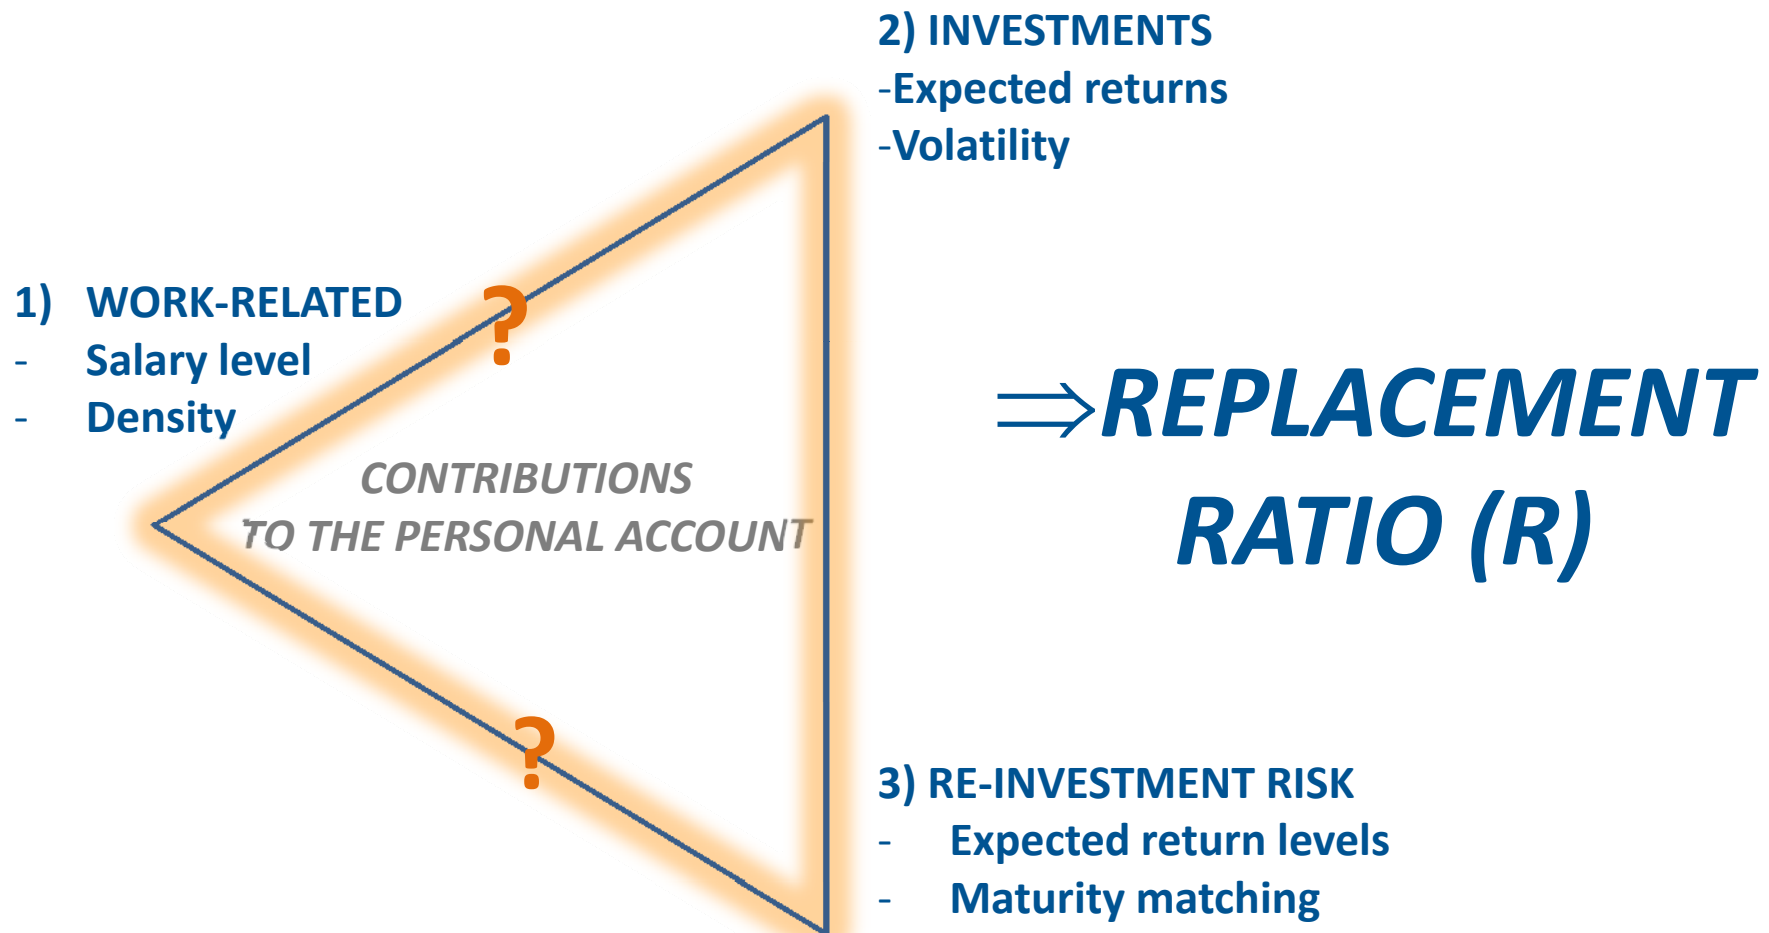 2) INVESTMENTS
-Expected returns
-Volatility
1) WORK-RELATED
- Salary level
- Density
?
CONTRIBUTIONS
TO THE PERSONAL ACCOUNT
⇒REPLACEMENT
RATIO (R)
?
3) RE-INVESTMENT RISK
- Expected return levels
- Maturity matching